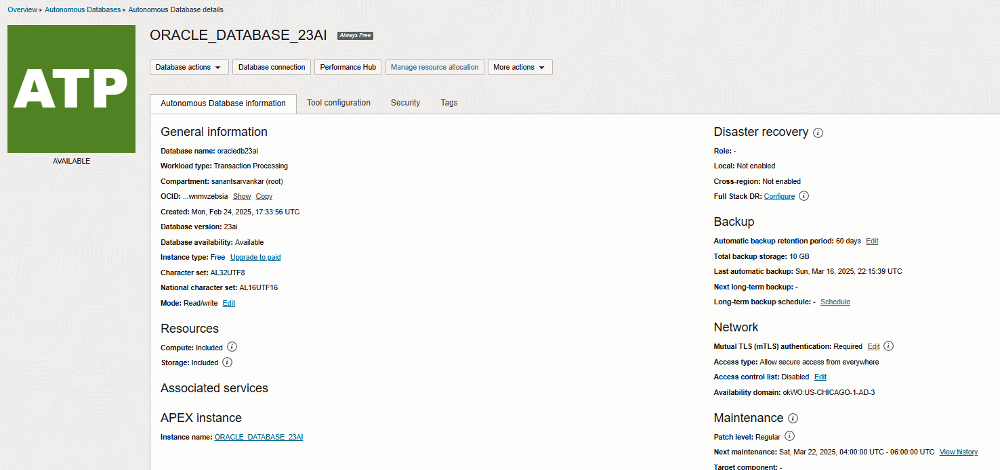 Overview » Autonomous Databases » Autonomous Database details
ATP
AVAILABLE
ORACLE_DATABASE_23AI Always Free
Database actions Database connection Performance Hub Manage resource allocation More actions
Autonomous Database information Tool configuration Security Tags
General information
Database name: oracledb23ai
Workload type: Transaction Processing
Compartment: sanantsarvankar (root)
OCID: ...wnmvzebsia Show Copy
Created: Mon, Feb 24, 2025, 17:33:56 UTC
Database version: 23ai
Database availability: Available
Instance type: Free Upgrade to paid
Character set: AL32UTF8
National character set: AL16UTF16
Mode: Read/write Edit
Resources
Compute: Included
Storage: Included
Associated services
APEX instance
Instance name: ORACLE_DATABASE_23AI
Disaster recovery
Role: -
Local: Not enabled
Cross-region: Not enabled
Full Stack DR: Configure
Backup
Automatic backup retention period: 60 days Edit
Total backup storage: 10 GB
Last automatic backup: Sun, Mar 16, 2025, 22:15:39 UTC
Next long-term backup: -
Long-term backup schedule: - Schedule
Network
Mutual TLS (mTLS) authentication: Required Edit
Access type: Allow secure access from everywhere
Access control list: Disabled Edit
Availability domain: okWO:US-CHICAGO-1-AD-3
Maintenance
Patch level: Regular
Next maintenance: Sat, Mar 22, 2025, 04:00:00 UTC - 06:00:00 UTC View history
Target component: -